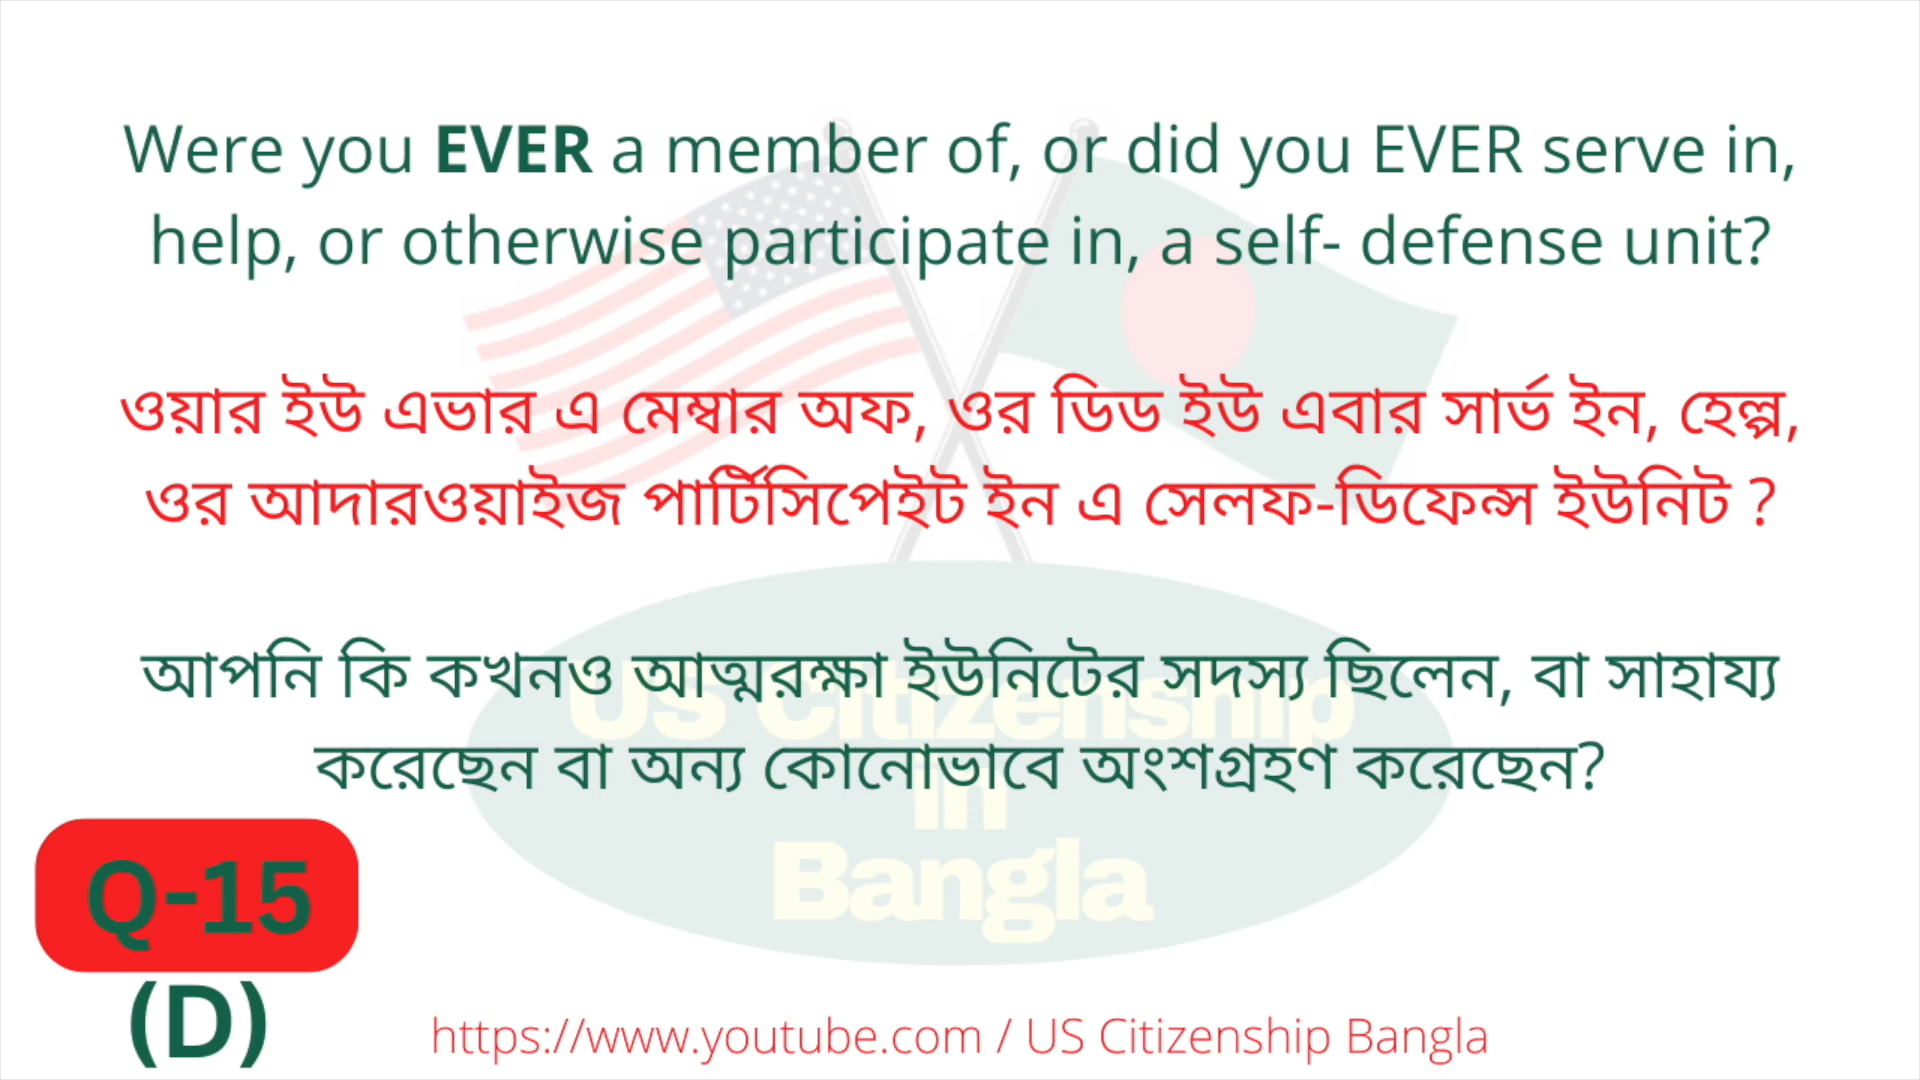 Were you EVER a member of, or did you EVER serve in,
help, or otherwise participate in, a self- defense unit?
ওয়ার ইউ এভার এ মেম্বার অফ, ওর ডিড ইউ এবার সার্ভ ইন, হেল্প,
ওর আদারওয়াইজ পার্টিসিপেইট ইন এ সেলফ-ডিফেন্স ইউনিট ?
আপনি কি কখনও আত্মরক্ষা ইউনিটের সদস্য ছিলেন, বা সাহায্য
করেছেন বা অন্য কোনোভাবে অংশগ্রহণ করেছেন?
US Citizenship
in
Bangla
Q-15
(D)
https://www.youtube.com / US Citizenship Bangla